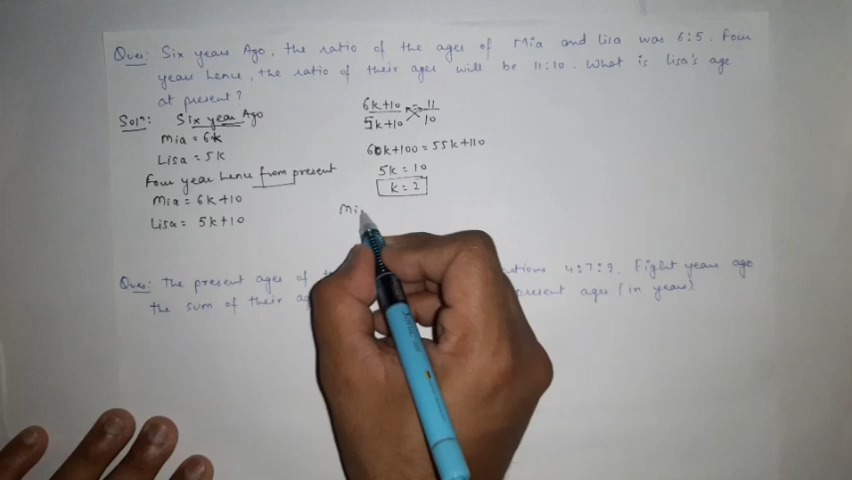 Ques: Six years Ago, the ratio of the ages of Mia and Lisa was 6:5. Four
years hence, the ratio of their ages will be 11:10. What is Lisa's age
at present?
Solⁿ: Six year Ago
Mia = 6k
Lisa = 5k
Four year hence from present
Mia = 6k+10
Lisa = 5k+10
6k+10 = 11
5k+10 10
60k+100 = 55k+110
5k = 10
k = 2
Mi
Ques: The present ages of 4:7:9. Eight years ago
the sum of their present ages (in years)